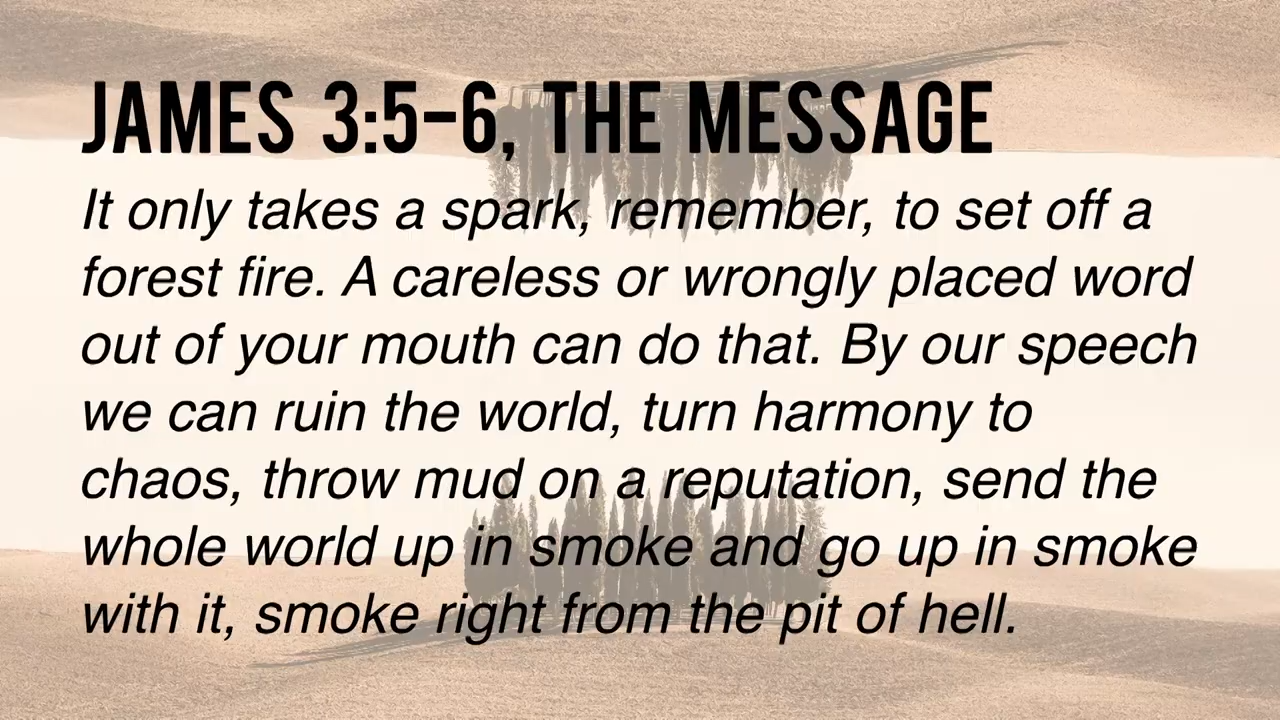 JAMES 3:5-6, THE MESSAGE
It only takes a spark, remember, to set off a
forest fire. A careless or wrongly placed word
out of your mouth can do that. By our speech
we can ruin the world, turn harmony to
chaos, throw mud on a reputation, send the
whole world up in smoke and go up in smoke
with it, smoke right from the pit of hell.